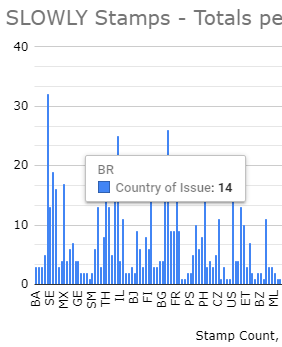 SLOWLY Stamps - Totals pe
40
30
20
10
0
BR
Country of Issue: 14
BA
SE
MX
GE
SM
TH
IL
BJ
FI
BG
FR
PS
PH
CZ
US
ET
BZ
ML
Stamp Count,